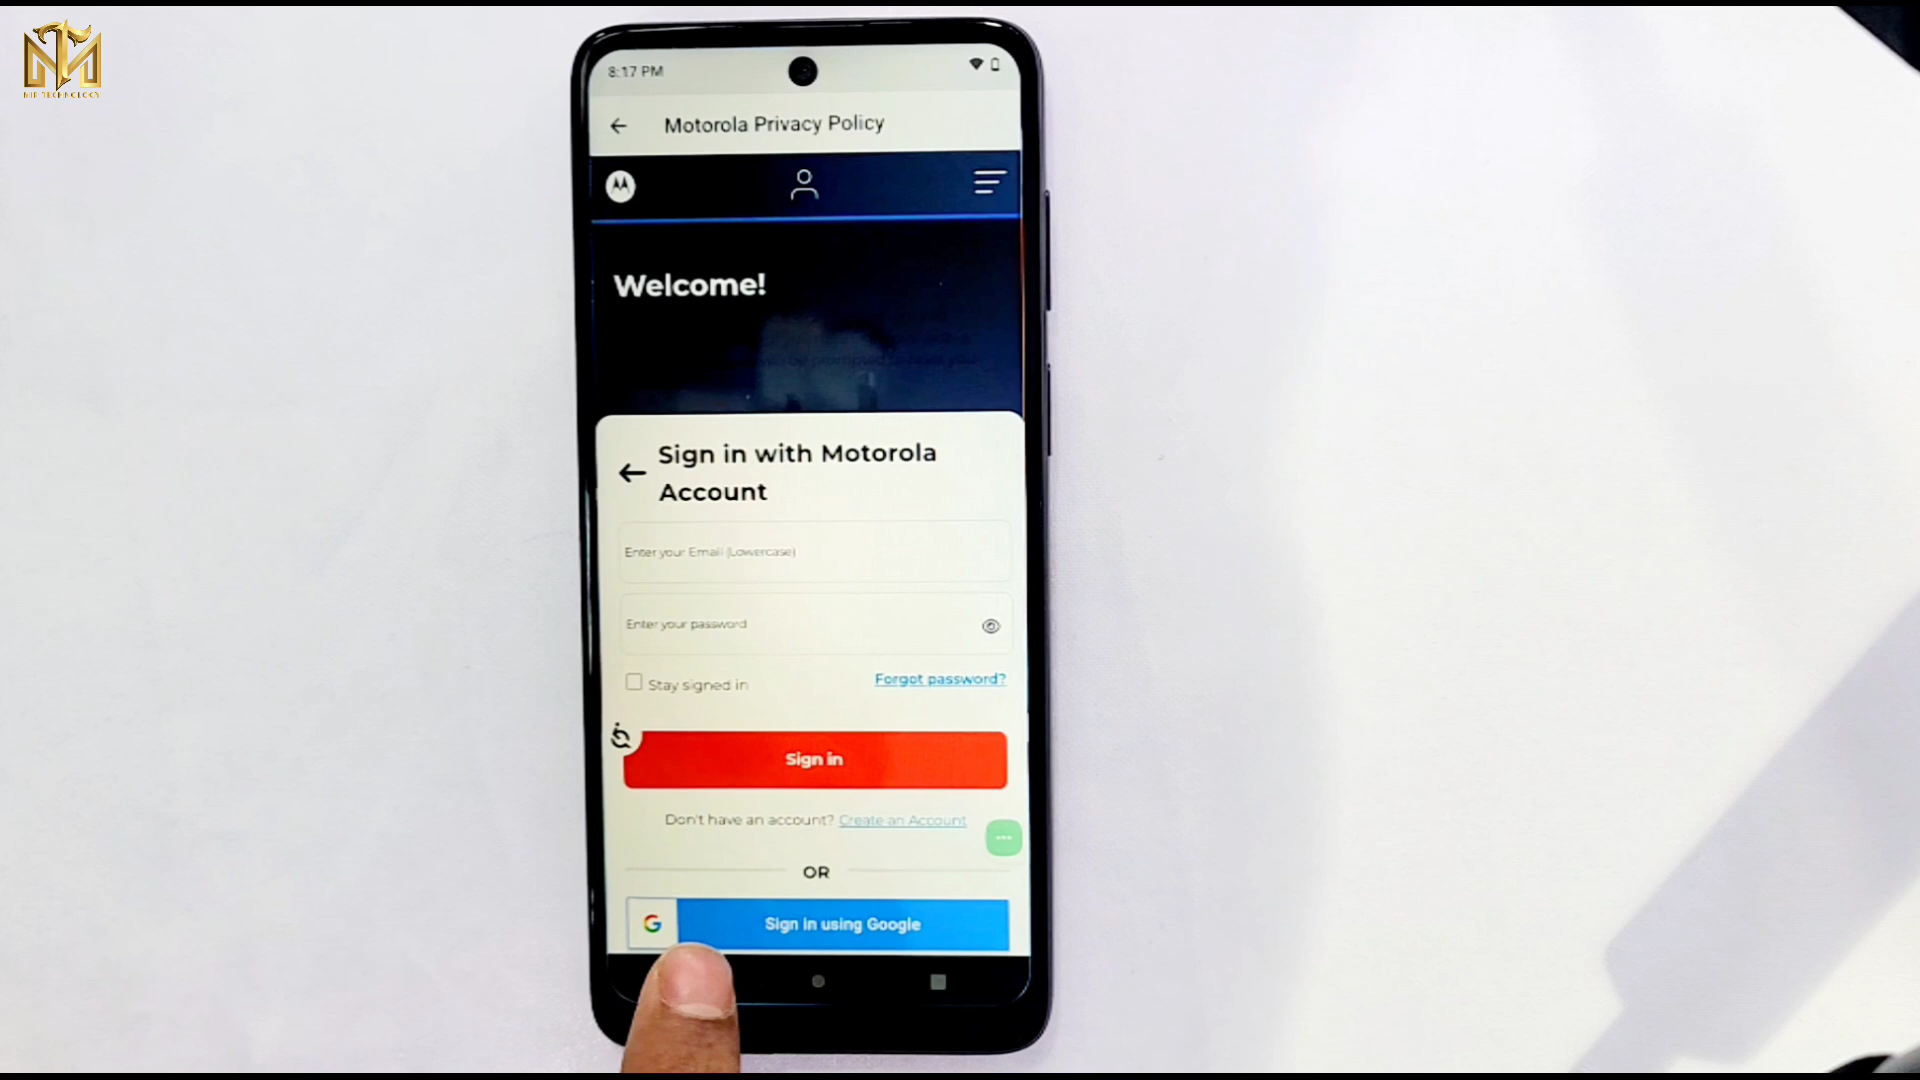 MTM
8:17 PM
Motorola Privacy Policy
Welcome!
Sign in with Motorola
Account
Enter your Email (Lowercase)
Enter your password
Stay signed in
Forgot password?
Sign in
Don't have an account? Create an Account
OR
G
Sign in using Google